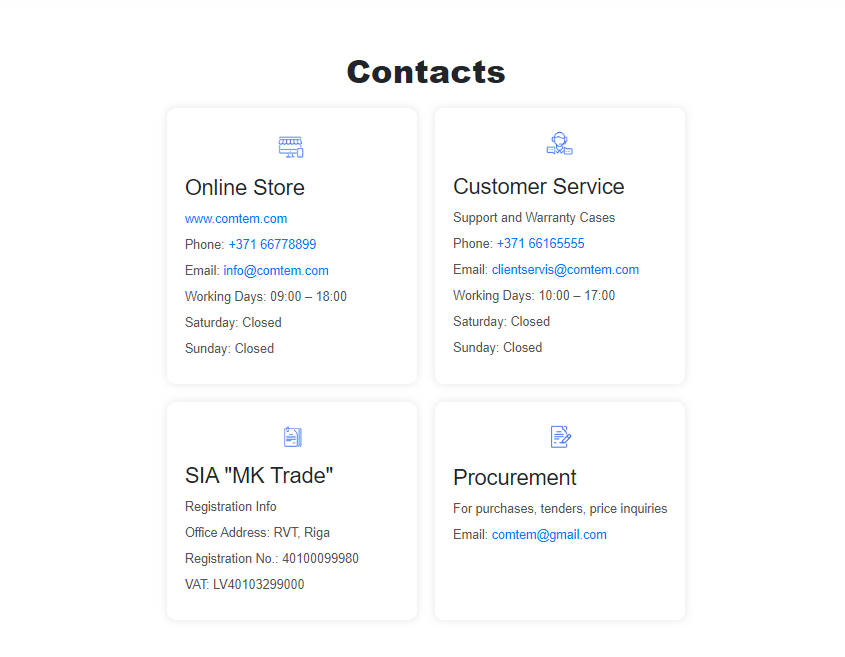 Contacts
Online Store
www.comtem.com
Phone: +371 66778899
Email: info@comtem.com
Working Days: 09:00 – 18:00
Saturday: Closed
Sunday: Closed
Customer Service
Support and Warranty Cases
Phone: +371 66165555
Email: clientservis@comtem.com
Working Days: 10:00 – 17:00
Saturday: Closed
Sunday: Closed
SIA "MK Trade"
Registration Info
Office Address: RVT, Riga
Registration No.: 40100099980
VAT: LV40103299000
Procurement
For purchases, tenders, price inquiries
Email: comtem@gmail.com